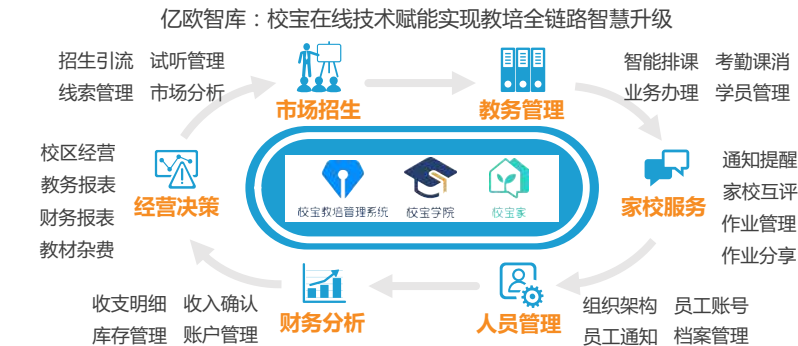 亿欧智库：校宝在线技术赋能实现教培全链路智慧升级
招生引流 试听管理
线索管理 市场分析
市场招生
教务管理
智能排课 考勤课消
业务办理 学员管理
校区经营
教务报表
财务报表
教材杂费
经营决策
校宝教培管理系统 校宝学院 校宝家
家校服务
通知提醒
家校互评
作业管理
作业分享
收支明细 收入确认
库存管理 账户管理
财务分析
人员管理
组织架构 员工账号
员工通知 档案管理